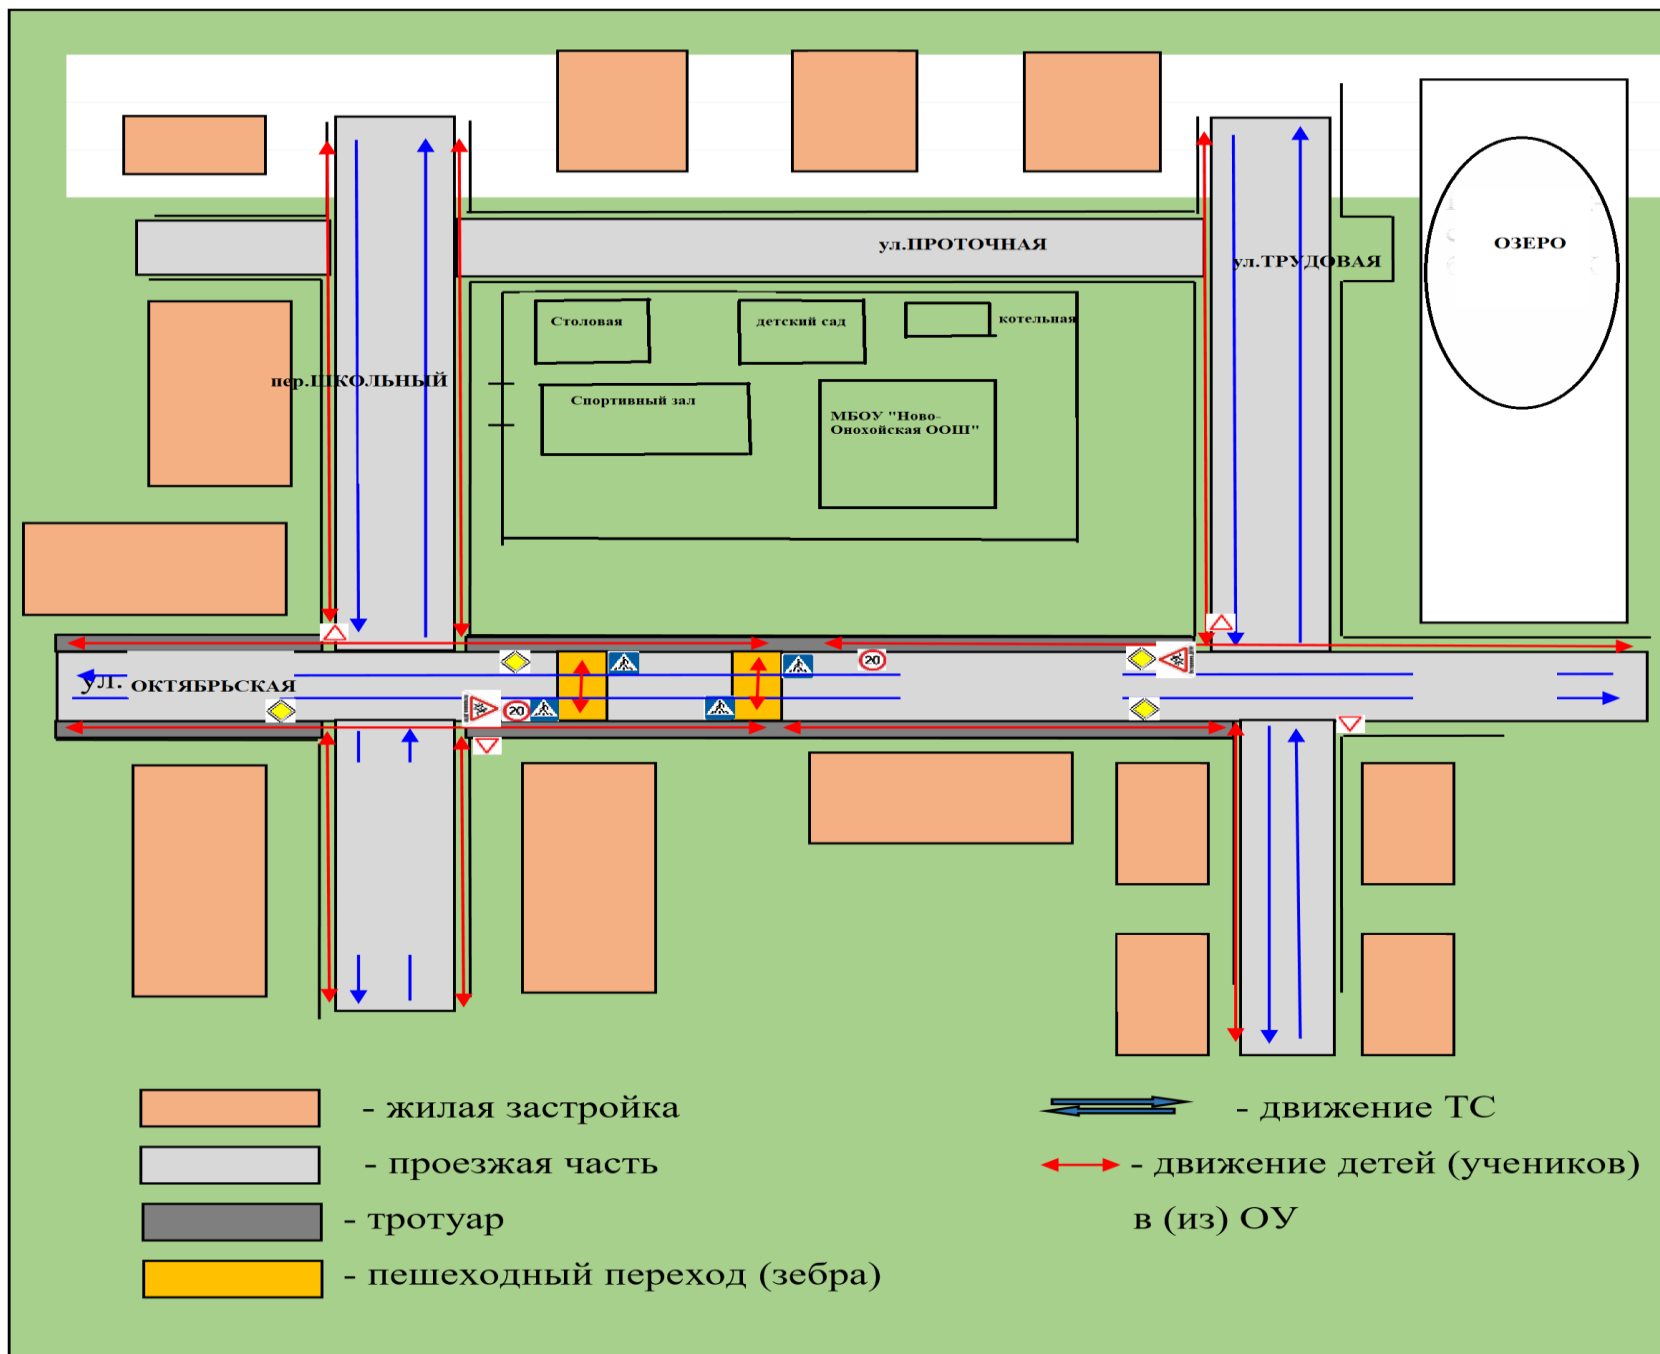 ул.ПРОТОЧНАЯ
ОЗЕРО
ул.ТРУДОВАЯ
Столовая
детский сад
котельная
пер.ШКОЛЬНЫЙ
Спортивный зал
МБОУ "Ново-
Онохойская ООШ"
20
ул. ОКТЯБРЬСКАЯ
20
- жилая застройка
- проезжая часть
- тротуар
- пешеходный переход (зебра)
- движение ТС
- движение детей (учеников)
в (из) ОУ